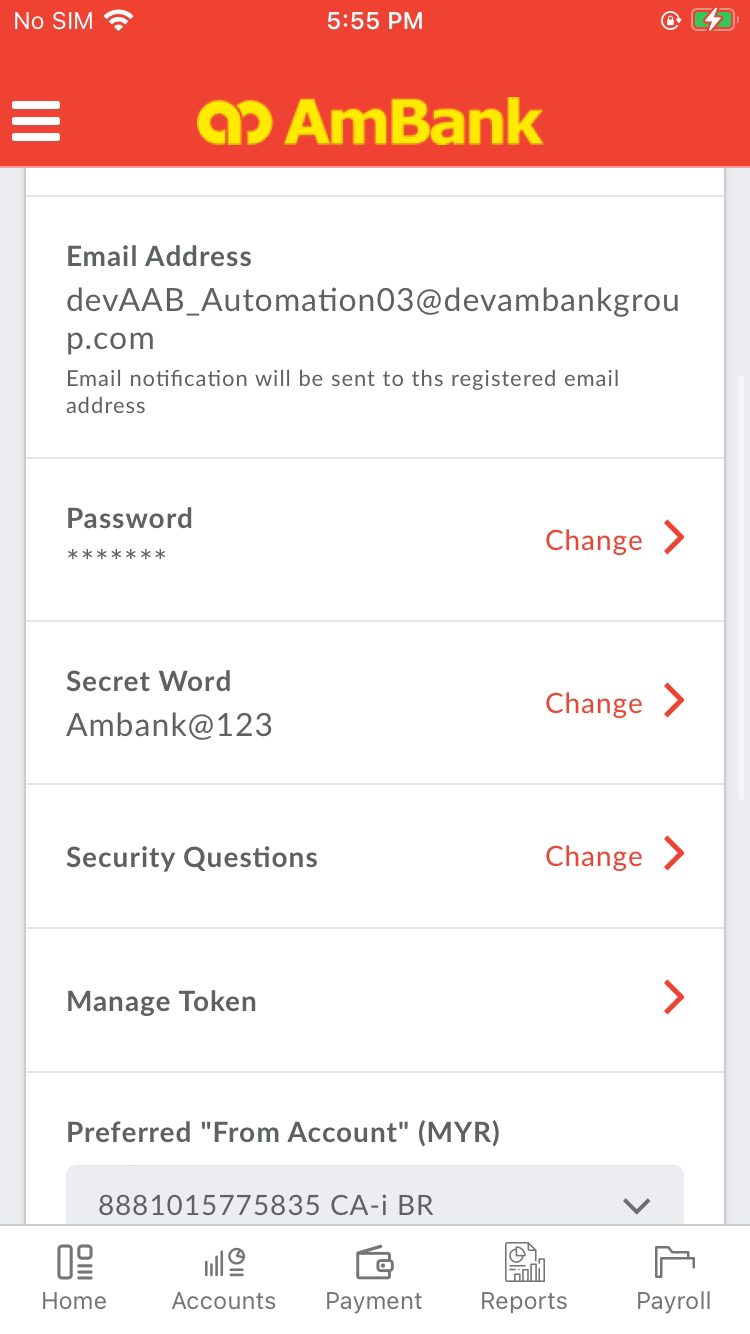 No SIM 5:55 PM
AmBank
Email Address
devAAB_Automation03@devambankgrou
p.com
Email notification will be sent to ths registered email
address
Password
*******
Change
Secret Word
Ambank@123
Change
Security Questions
Change
Manage Token
Preferred "From Account" (MYR)
8881015775835 CA-i BR
Home Accounts Payment Reports Payroll